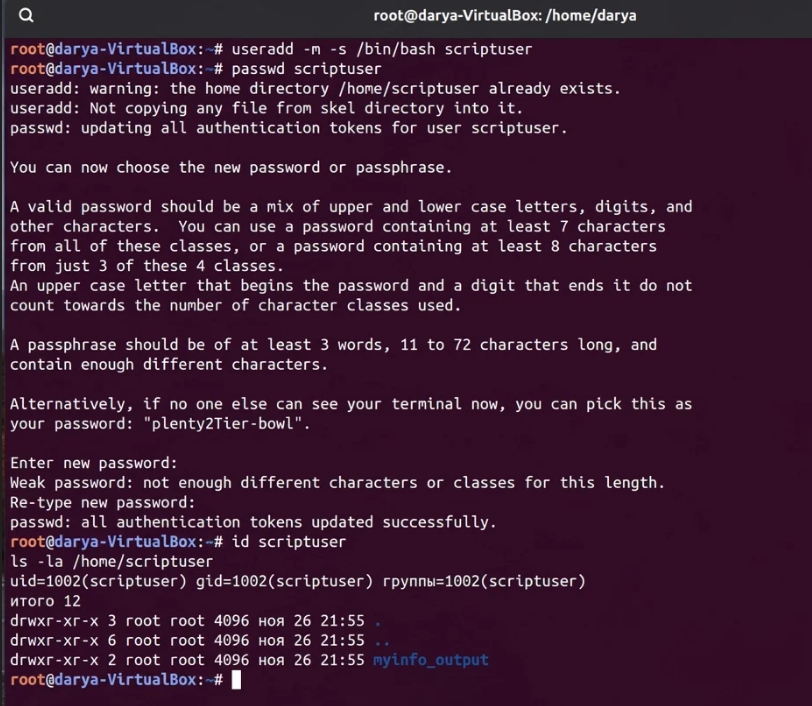 root@darya-VirtualBox: /home/darya
root@darya-VirtualBox:~# useradd -m -s /bin/bash scriptuser
root@darya-VirtualBox:~# passwd scriptuser
useradd: warning: the home directory /home/scriptuser already exists.
useradd: Not copying any file from skel directory into it.
passwd: updating all authentication tokens for user scriptuser.
You can now choose the new password or passphrase.
A valid password should be a mix of upper and lower case letters, digits, and
other characters.  You can use a password containing at least 7 characters
from all of these classes, or a password containing at least 8 characters
from just 3 of these 4 classes.
An upper case letter that begins the password and a digit that ends it do not
count towards the number of character classes used.
A passphrase should be of at least 3 words, 11 to 72 characters long, and
contain enough different characters.
Alternatively, if no one else can see your terminal now, you can pick this as
your password: "plenty2Tier-bowl".
Enter new password:
Weak password: not enough different characters or classes for this length.
Re-type new password:
passwd: all authentication tokens updated successfully.
root@darya-VirtualBox:~# id scriptuser
ls -la /home/scriptuser
uid=1002(scriptuser) gid=1002(scriptuser) группы=1002(scriptuser)
итого 12
drwxr-xr-x 3 root root 4096 ноя 26 21:55 .
drwxr-xr-x 6 root root 4096 ноя 26 21:55 ..
drwxr-xr-x 2 root root 4096 ноя 26 21:55 myinfo_output
root@darya-VirtualBox:~#